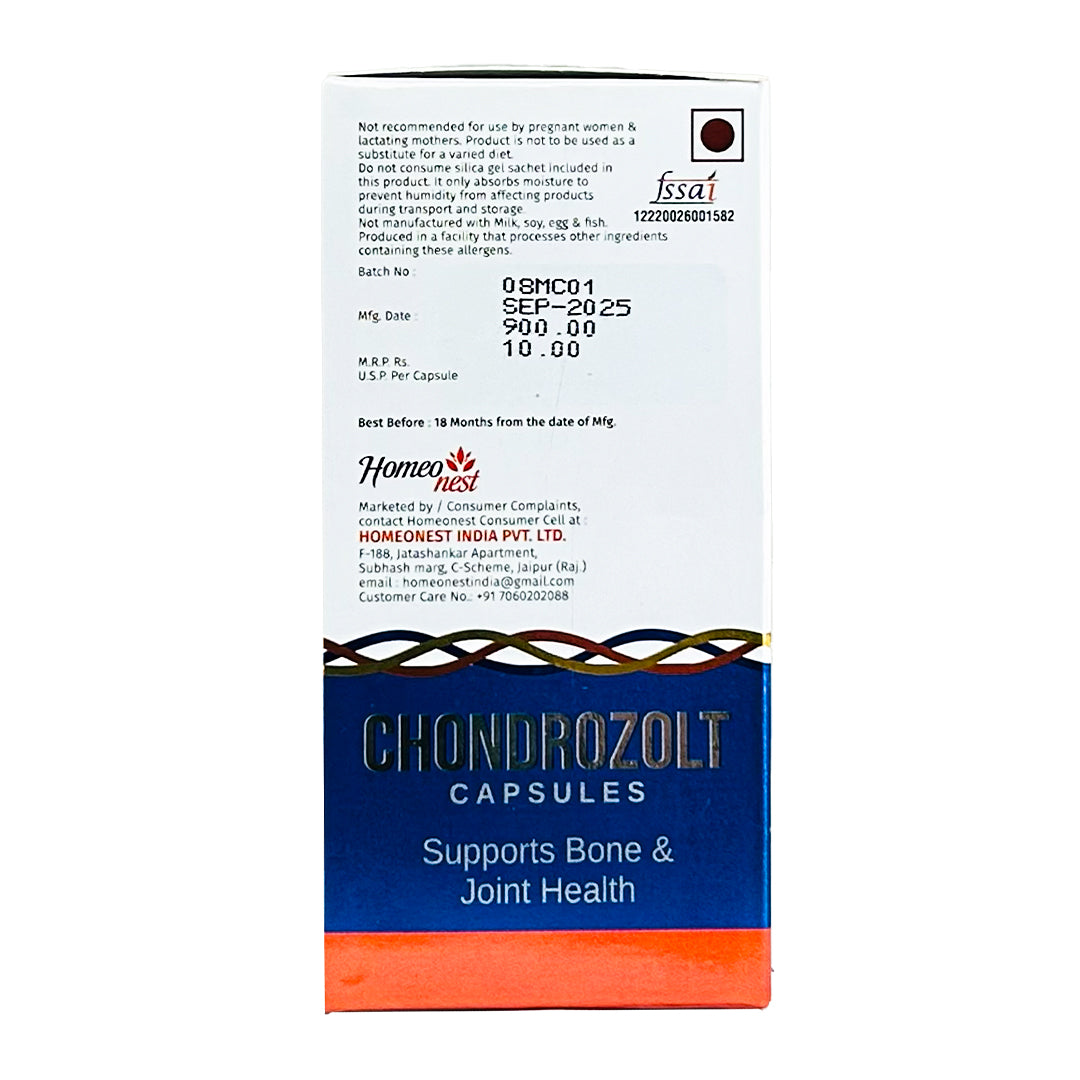 Not recommended for use by pregnant women &
lactating mothers. Product is not to be used as a
substitute for a varied diet.
Do not consume silica gel sachet included in
this product. It only absorbs moisture to
prevent humidity from affecting products
during transport and storage.
Not manufactured with Milk, soy, egg & fish.
Produced in a facility that processes other ingredients
containing these allergens.
fssai
12220026001582
Batch No :
08MC01
SEP-2025
Mfg. Date :
900.00
10.00
M.R.P. Rs.
U.S.P. Per Capsule
Best Before : 18 Months from the date of Mfg.
Homeo
nest
Marketed by / Consumer Complaints,
contact Homeonest Consumer Cell at :
HOMEONEST INDIA PVT. LTD.
F-188, Jatashankar Apartment,
Subhash marg, C-Scheme, Jaipur (Raj.)
email : homeonestindia@gmail.com
Customer Care No.: +91 7060202088
CHONDROZOLT
CAPSULES
Supports Bone &
Joint Health